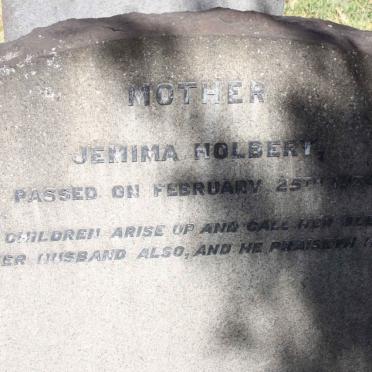 MOTHER
JEMIMA HOLBERT,
PASSED ON FEBRUARY 25TH
CHILDREN ARISE UP AND CALL HER
HUSBAND ALSO, AND HE PRAISETH